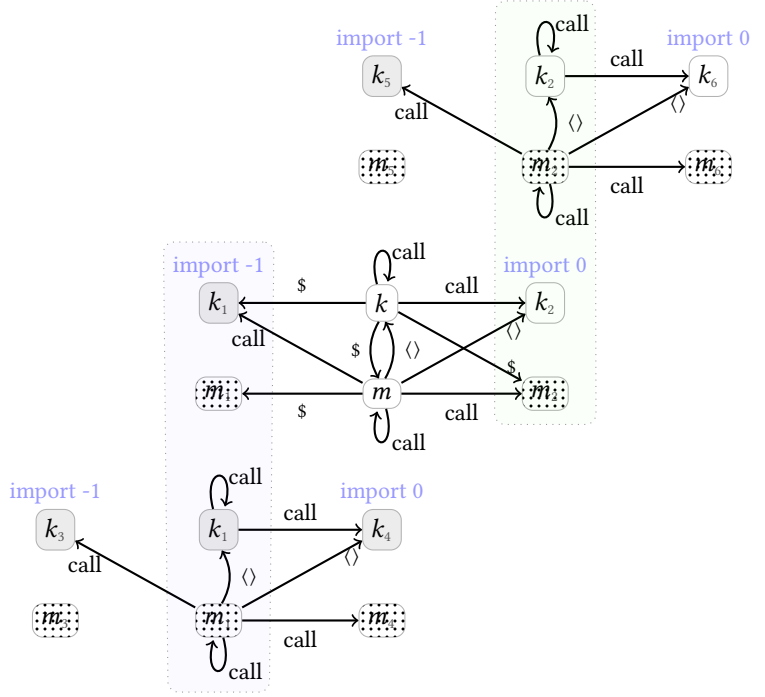 call
import -1 import 0
k₅ k₂ call k₆
call ⟨⟩ ⟨⟩
m₅ m₂ m₆
call
call
call
import -1 import 0
k₁ $ k call k₂
call $ ⟨⟩ ⟨⟩
$
m₁ m m₂
$ call
call
call
import -1 import 0
k₃ k₁ call k₄
call ⟨⟩ ⟨⟩
m₃ m₁ m₄
call
call